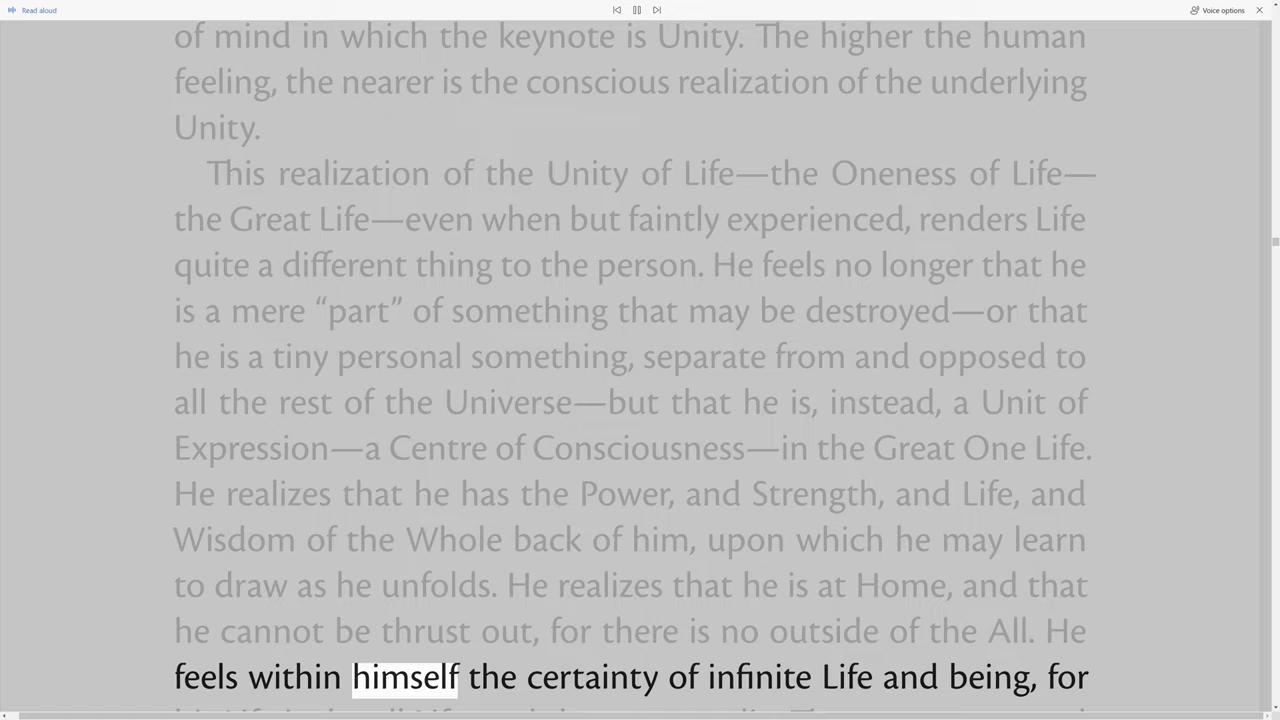 Read aloud
Voice options
of mind in which the keynote is Unity. The higher the human
feeling, the nearer is the conscious realization of the underlying
Unity.
This realization of the Unity of Life—the Oneness of Life—
the Great Life—even when but faintly experienced, renders Life
quite a different thing to the person. He feels no longer that he
is a mere “part” of something that may be destroyed—or that
he is a tiny personal something, separate from and opposed to
all the rest of the Universe—but that he is, instead, a Unit of
Expression—a Centre of Consciousness—in the Great One Life.
He realizes that he has the Power, and Strength, and Life, and
Wisdom of the Whole back of him, upon which he may learn
to draw as he unfolds. He realizes that he is at Home, and that
he cannot be thrust out, for there is no outside of the All. He
feels within himself the certainty of infinite Life and being, for